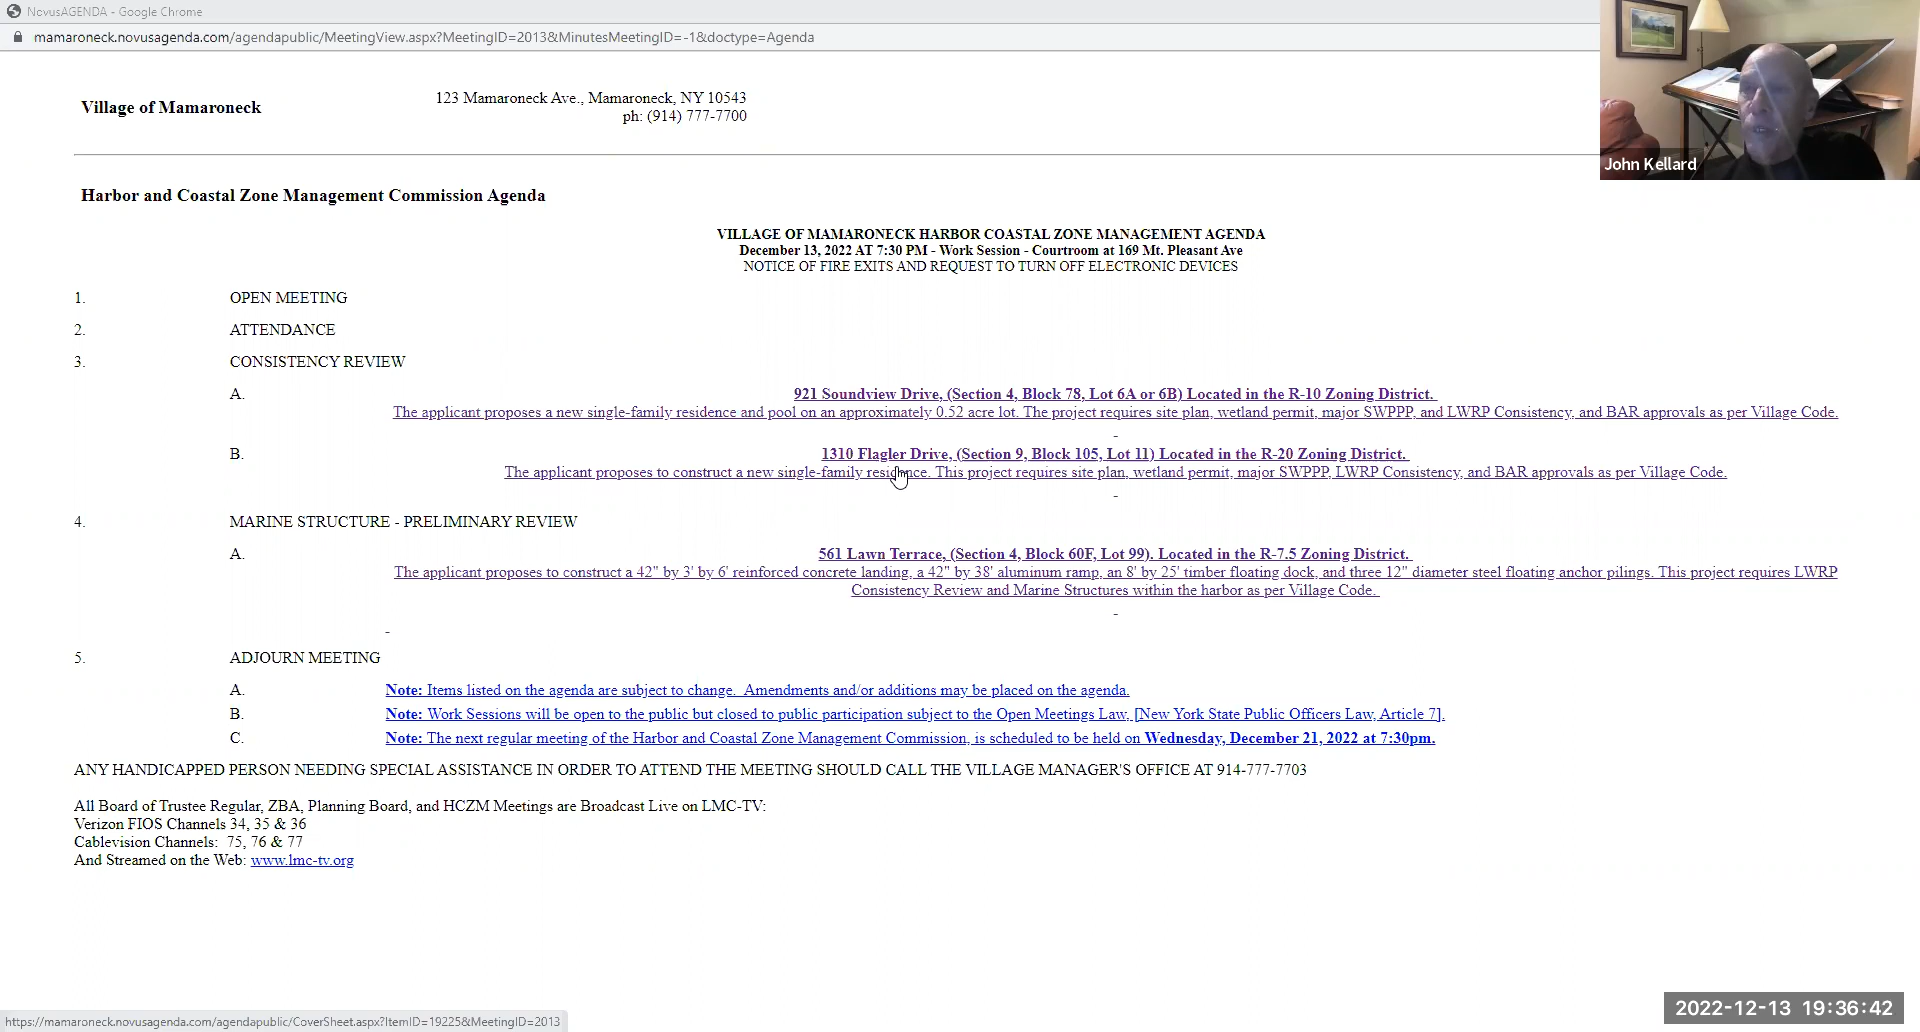 NovusAGENDA - Google Chrome
mamaroneck.novusagenda.com/agendapublic/MeetingView.aspx?MeetingID=2013&MinutesMeetingID=-1&doctype=Agenda
Village of Mamaroneck
123 Mamaroneck Ave., Mamaroneck, NY 10543
ph: (914) 777-7700
John Kellard
Harbor and Coastal Zone Management Commission Agenda
VILLAGE OF MAMARONECK HARBOR COASTAL ZONE MANAGEMENT AGENDA
December 13, 2022 AT 7:30 PM - Work Session - Courtroom at 169 Mt. Pleasant Ave
NOTICE OF FIRE EXITS AND REQUEST TO TURN OFF ELECTRONIC DEVICES
1. OPEN MEETING
2. ATTENDANCE
3. CONSISTENCY REVIEW
A. 921 Soundview Drive, (Section 4, Block 78, Lot 6A or 6B) Located in the R-10 Zoning District.
The applicant proposes a new single-family residence and pool on an approximately 0.52 acre lot. The project requires site plan, wetland permit, major SWPPP, and LWRP Consistency, and BAR approvals as per Village Code.
B. 1310 Flagler Drive, (Section 9, Block 105, Lot 11) Located in the R-20 Zoning District.
The applicant proposes to construct a new single-family residence. This project requires site plan, wetland permit, major SWPPP, LWRP Consistency, and BAR approvals as per Village Code.
4. MARINE STRUCTURE - PRELIMINARY REVIEW
A. 561 Lawn Terrace, (Section 4, Block 60F, Lot 99). Located in the R-7.5 Zoning District.
The applicant proposes to construct a 42" by 3' by 6' reinforced concrete landing, a 42" by 38' aluminum ramp, an 8' by 25' timber floating dock, and three 12" diameter steel floating anchor pilings. This project requires LWRP
Consistency Review and Marine Structures within the harbor as per Village Code.
5. ADJOURN MEETING
A. Note: Items listed on the agenda are subject to change. Amendments and/or additions may be placed on the agenda.
B. Note: Work Sessions will be open to the public but closed to public participation subject to the Open Meetings Law, [New York State Public Officers Law, Article 7].
C. Note: The next regular meeting of the Harbor and Coastal Zone Management Commission, is scheduled to be held on Wednesday, December 21, 2022 at 7:30pm.
ANY HANDICAPPED PERSON NEEDING SPECIAL ASSISTANCE IN ORDER TO ATTEND THE MEETING SHOULD CALL THE VILLAGE MANAGER'S OFFICE AT 914-777-7703
All Board of Trustee Regular, ZBA, Planning Board, and HCZM Meetings are Broadcast Live on LMC-TV:
Verizon FIOS Channels 34, 35 & 36
Cablevision Channels: 75, 76 & 77
And Streamed on the Web: www.lmc-tv.org
https://mamaroneck.novusagenda.com/agendapublic/CoverSheet.aspx?ItemID=19225&MeetingID=2013
2022-12-13 19:36:42